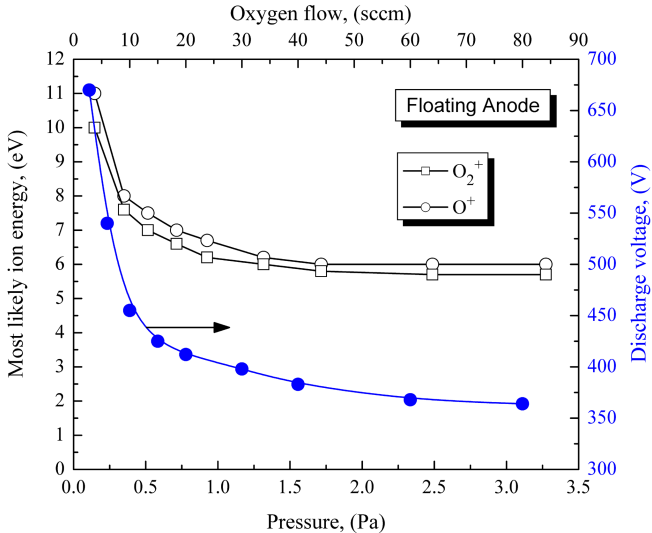 Oxygen flow, (sccm)
0 10 20 30 40 50 60 70 80 90
12 700
11 650
10 600
9 550
8 500
7 450
6 400
5 350
4 300
3
2
1
0
Floating Anode
O₂⁺
O⁺
Most likely ion energy, (eV)
Discharge voltage, (V)
0.0 0.5 1.0 1.5 2.0 2.5 3.0 3.5
Pressure, (Pa)